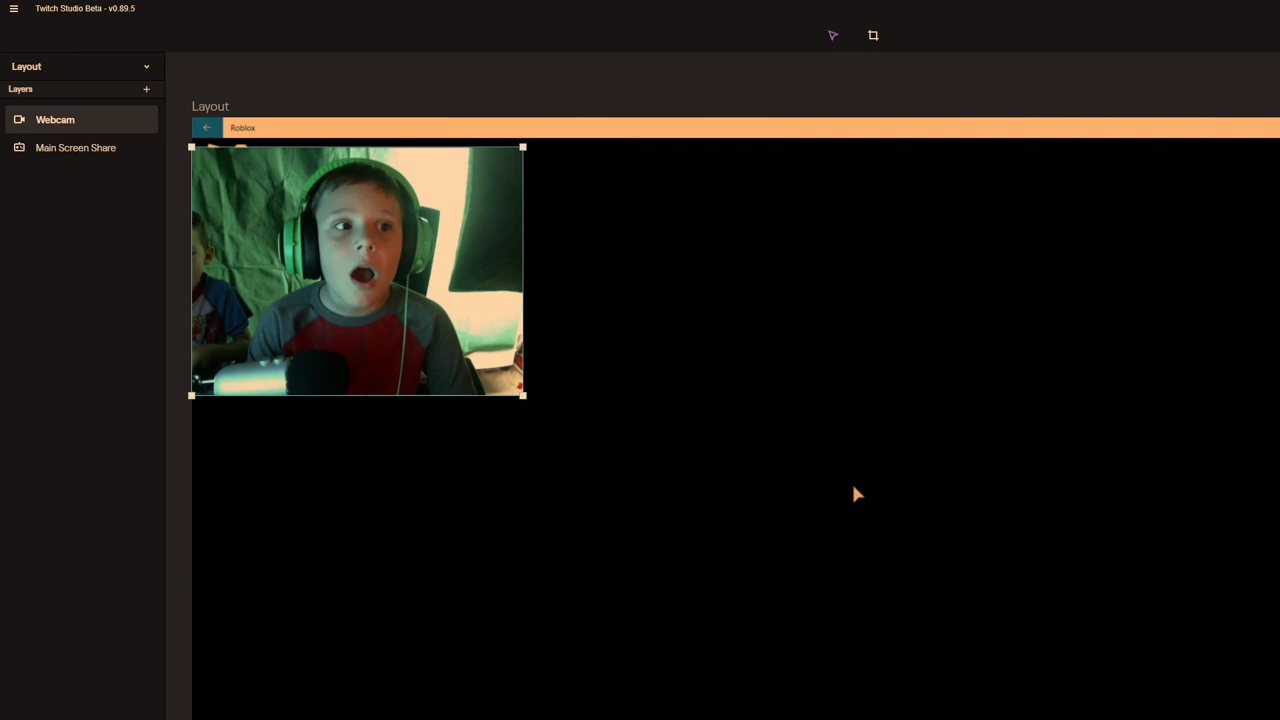 Twitch Studio Beta - v0.89.5
Layout
Layers
Webcam
Main Screen Share
Layout
Roblox